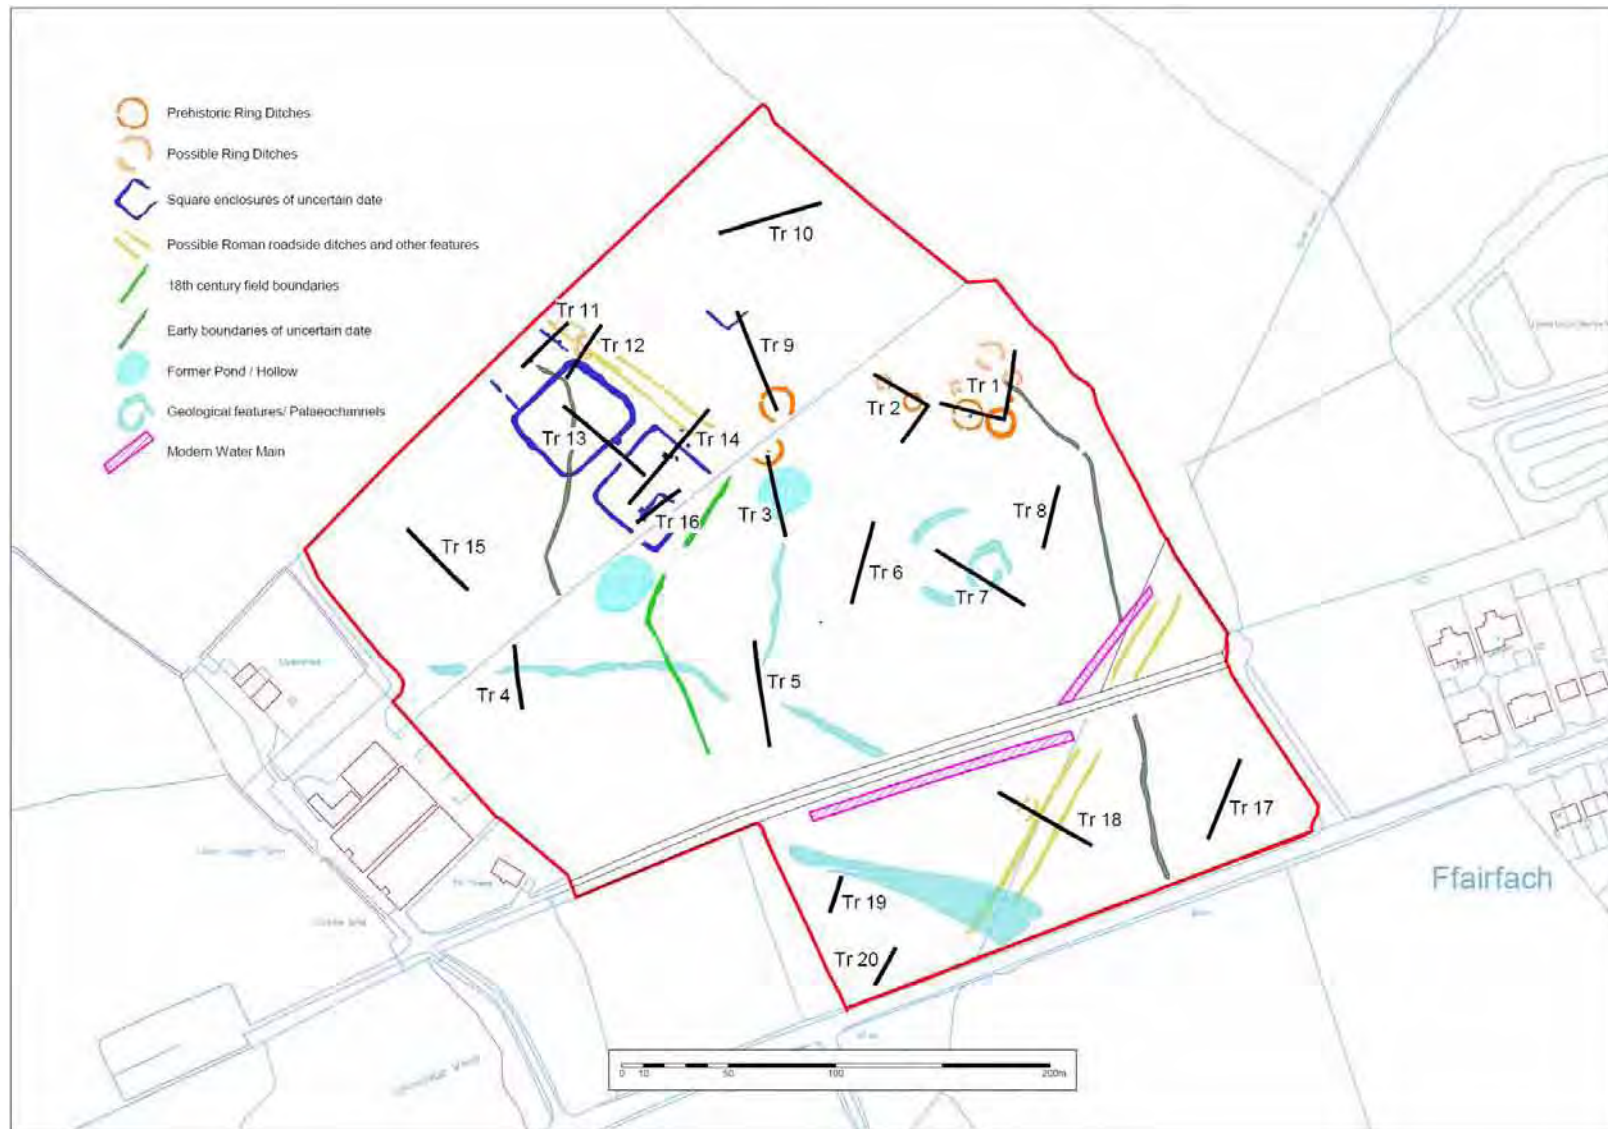 Prehistoric Ring Ditches
Possible Ring Ditches
Square enclosures of uncertain date
Possible Roman roadside ditches and other features
18th century field boundaries
Early boundaries of uncertain date
Former Pond / Hollow
Geological features/ Palaeochannels
Modern Water Main
Tr 10
Tr 11
Tr 12
Tr 9
Tr 1
Tr 2
Tr 13
Tr 14
Tr 3
Tr 16
Tr 8
Tr 15
Tr 6
Tr 7
Tr 4
Tr 5
Tr 18
Tr 17
Tr 19
Tr 20
Ffairfach
0 10 50 100 200m